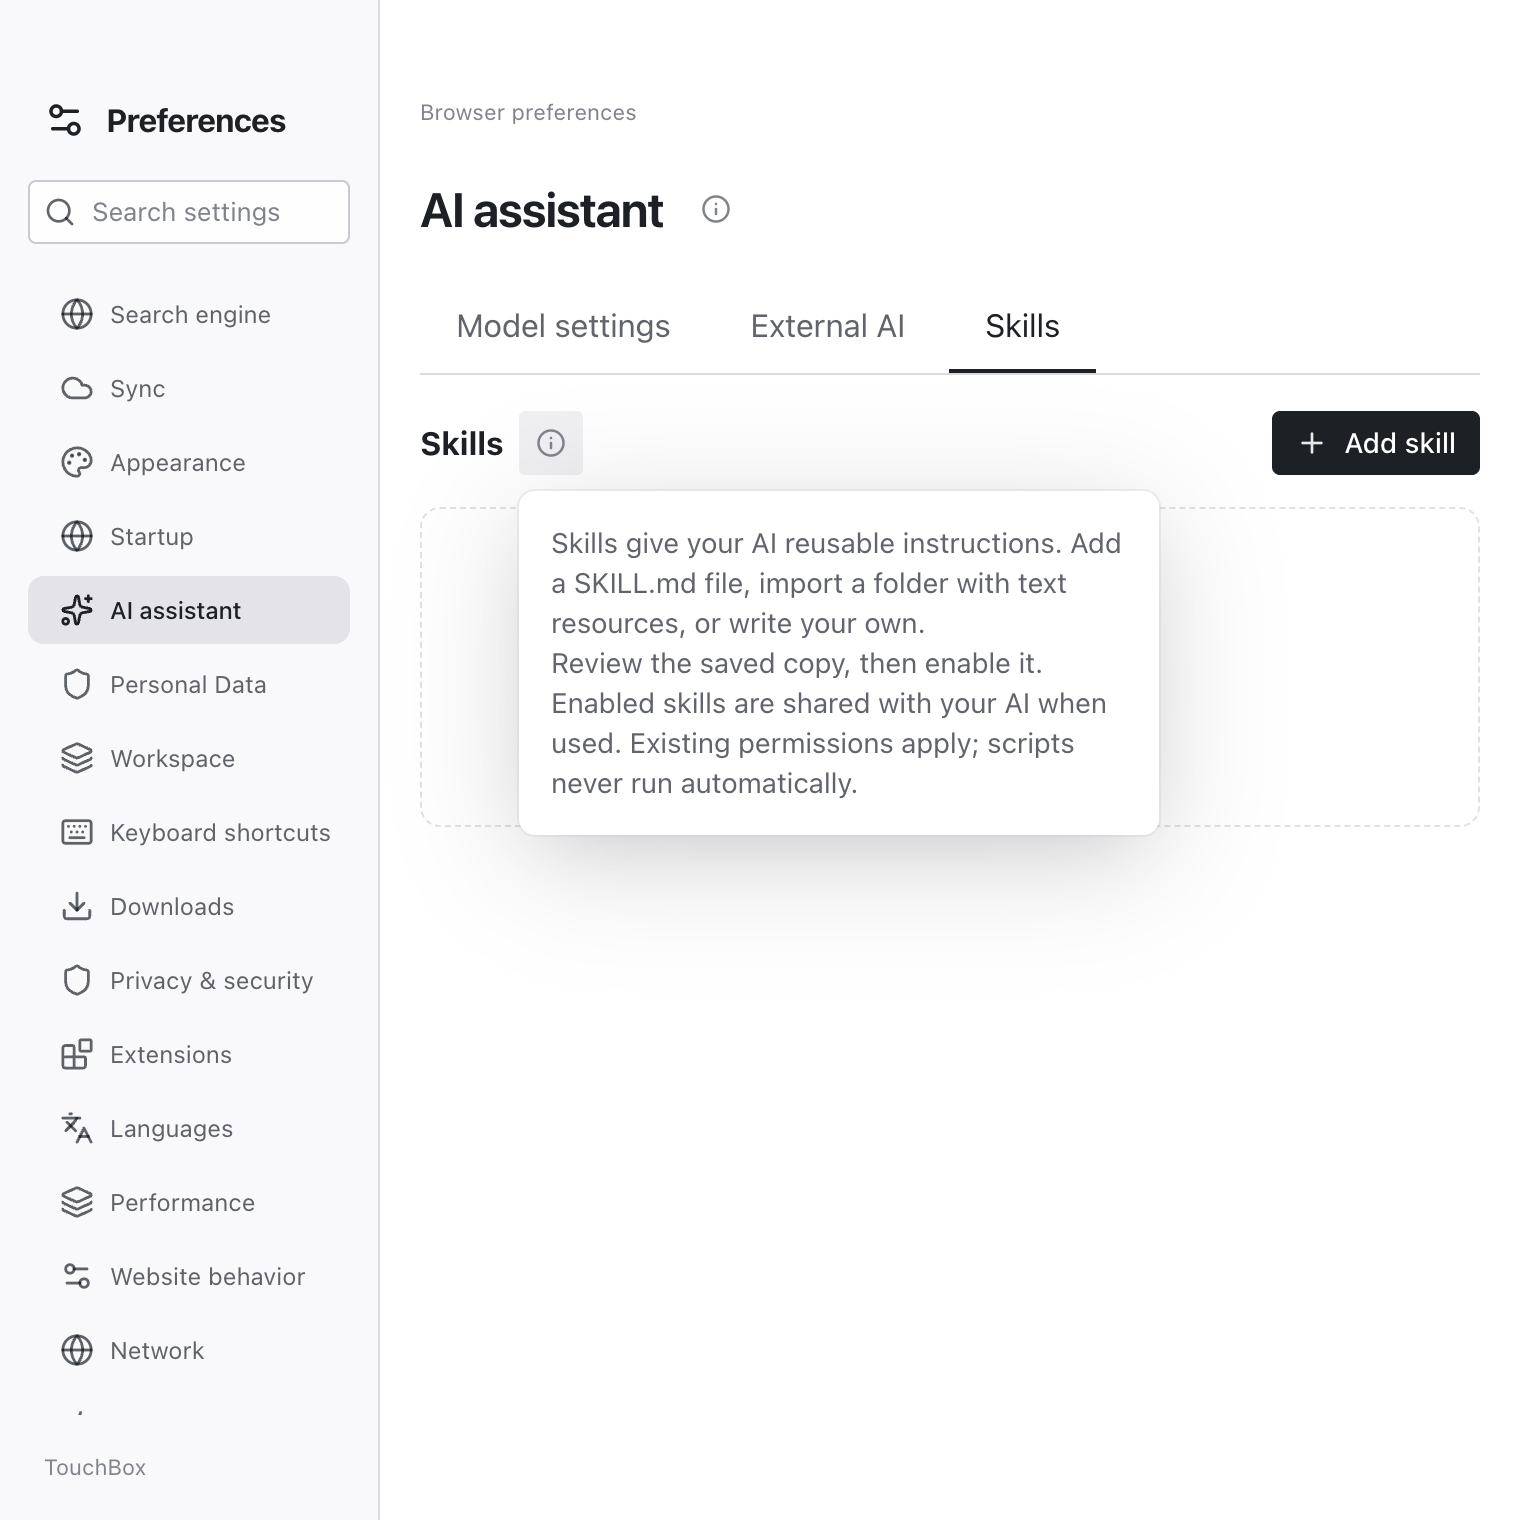 Preferences
Search settings
Search engine
Sync
Appearance
Startup
AI assistant
Personal Data
Workspace
Keyboard shortcuts
Downloads
Privacy & security
Extensions
Languages
Performance
Website behavior
Network
TouchBox
Browser preferences
AI assistant
Model settings
External AI
Skills
Skills
Add skill
Skills give your AI reusable instructions. Add
a SKILL.md file, import a folder with text
resources, or write your own.
Review the saved copy, then enable it.
Enabled skills are shared with your AI when
used. Existing permissions apply; scripts
never run automatically.